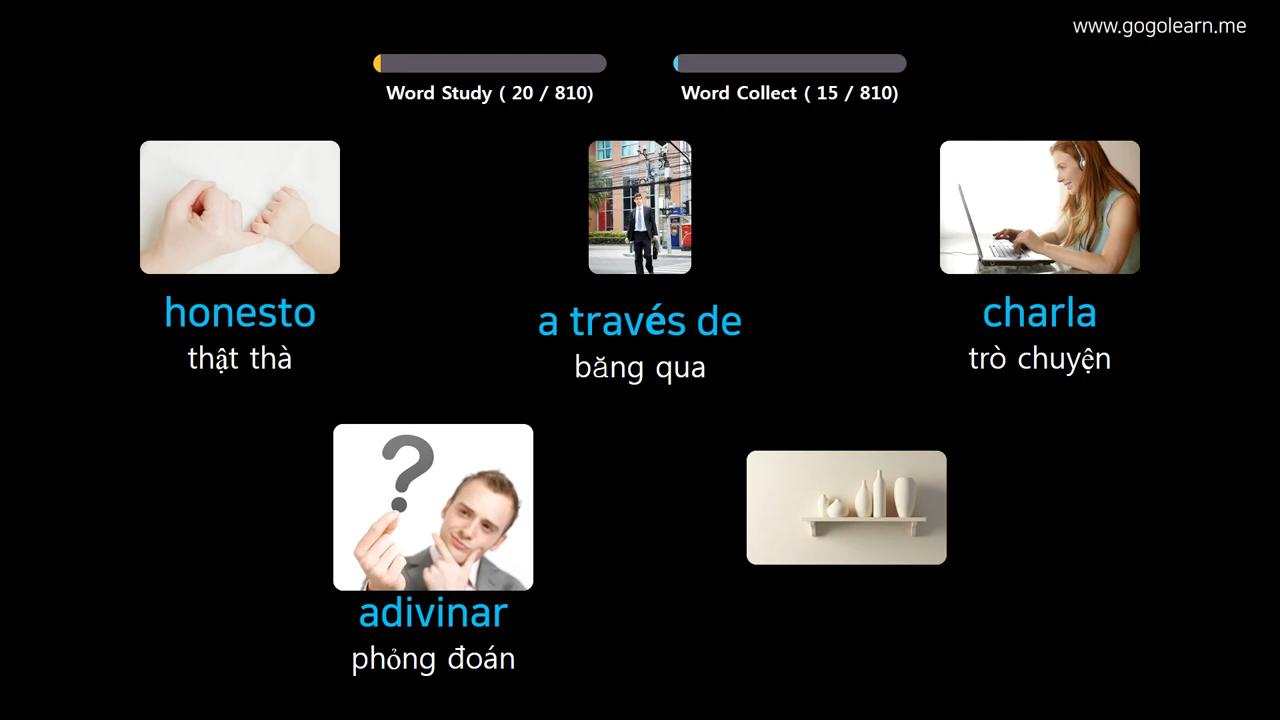 www.gogolearn.me
Word Study ( 20 / 810)
Word Collect ( 15 / 810)
honesto
thật thà
a través de
băng qua
charla
trò chuyện
?
adivinar
phỏng đoán